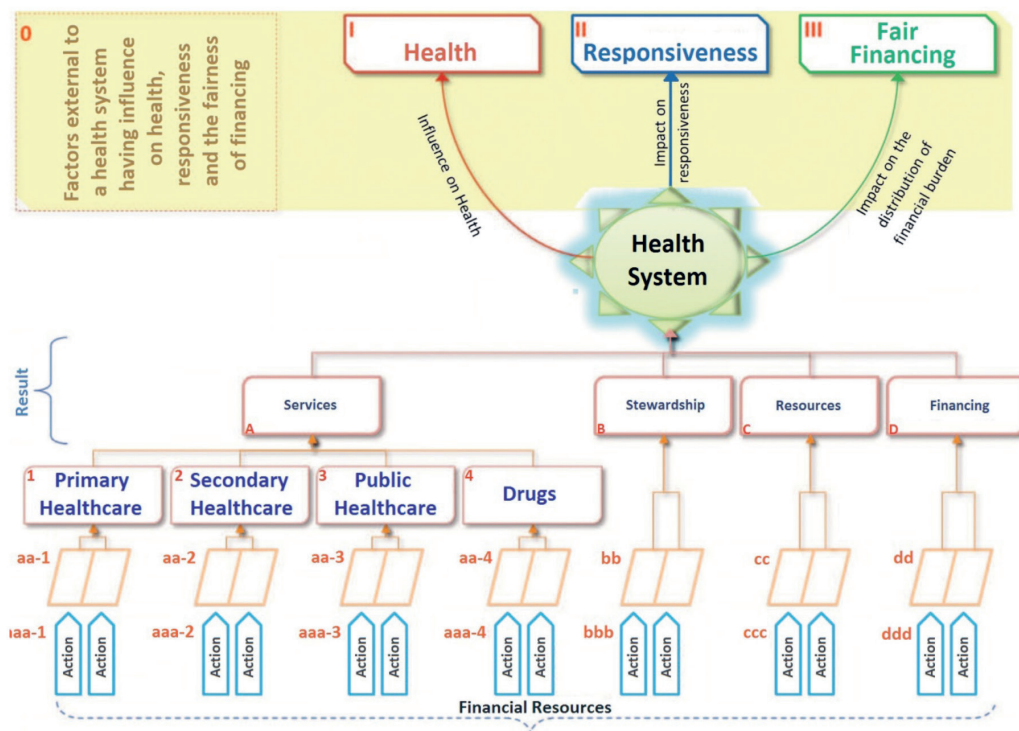 0
Factors external to
a health system
having influence
on health,
responsiveness
and the fairness
of financing
I
Health
II
Responsiveness
III
Fair
Financing
Influence on Health
Impact on
responsiveness
Impact on the
distribution of
financial burden
Health
System
Result
Services
A
Stewardship
B
Resources
C
Financing
D
1
Primary
Healthcare
2
Secondary
Healthcare
3
Public
Healthcare
4
Drugs
aa-1
aa-2
aa-3
aa-4
bb
cc
dd
aaa-1
Action
Action
aaa-2
Action
Action
aaa-3
Action
Action
aaa-4
Action
Action
bbb
Action
Action
ccc
Action
Action
ddd
Action
Action
Financial Resources